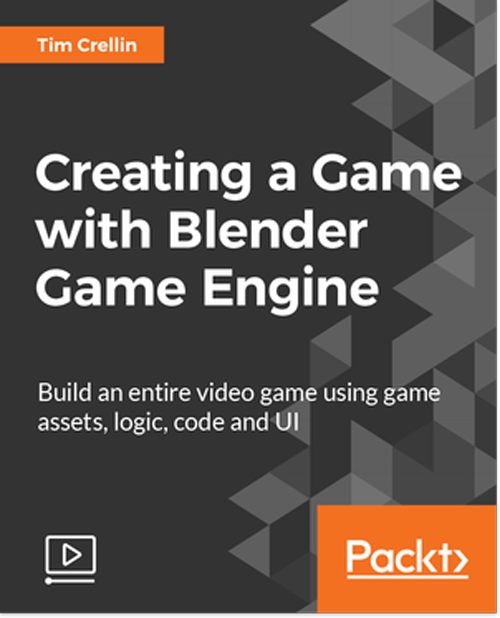 Tim Crellin
Creating a Game
with Blender
Game Engine
Build an entire video game using game
assets, logic, code and UI
Packt>